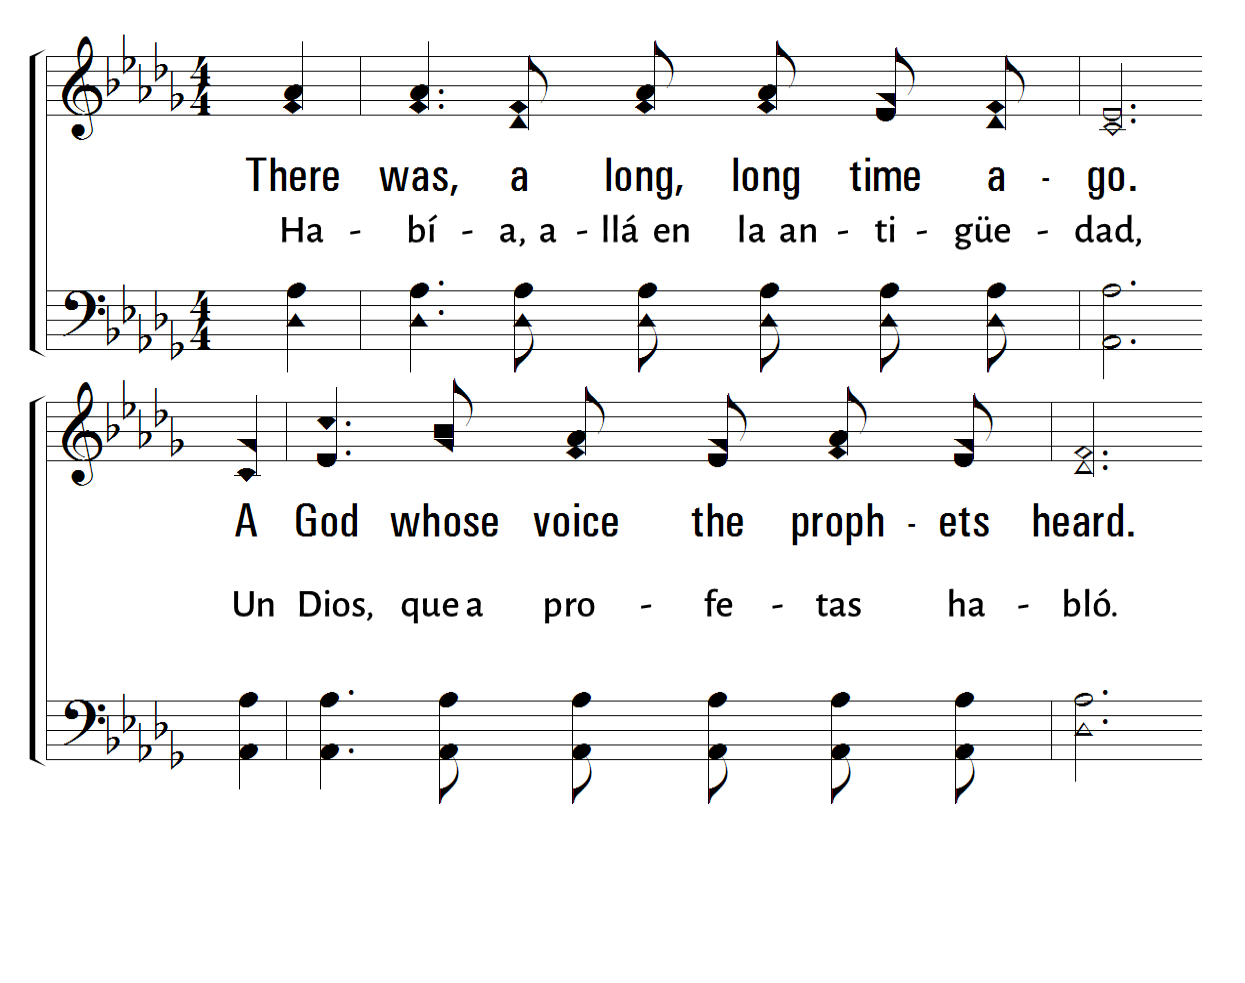 There was, a long, long time a - go.
Ha - bí - a, a - llá en la an - ti - güe - dad,
A God whose voice the proph - ets heard.
Un Dios, que a pro - fe - tas ha - bló.